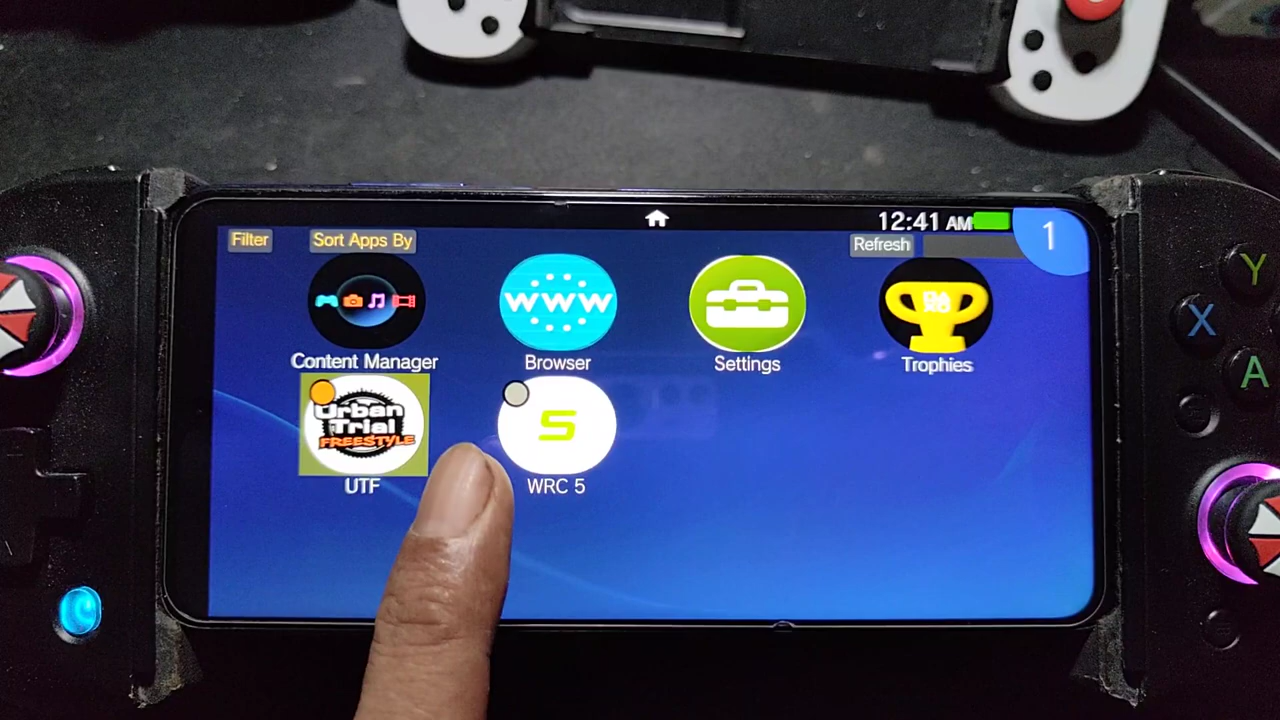 12:41 AM
1
Filter
Sort Apps By
Refresh
www
Content Manager
Browser
Settings
Trophies
Urban
Trial
FREESTYLE
S
UTF
WRC 5
Y
X
A